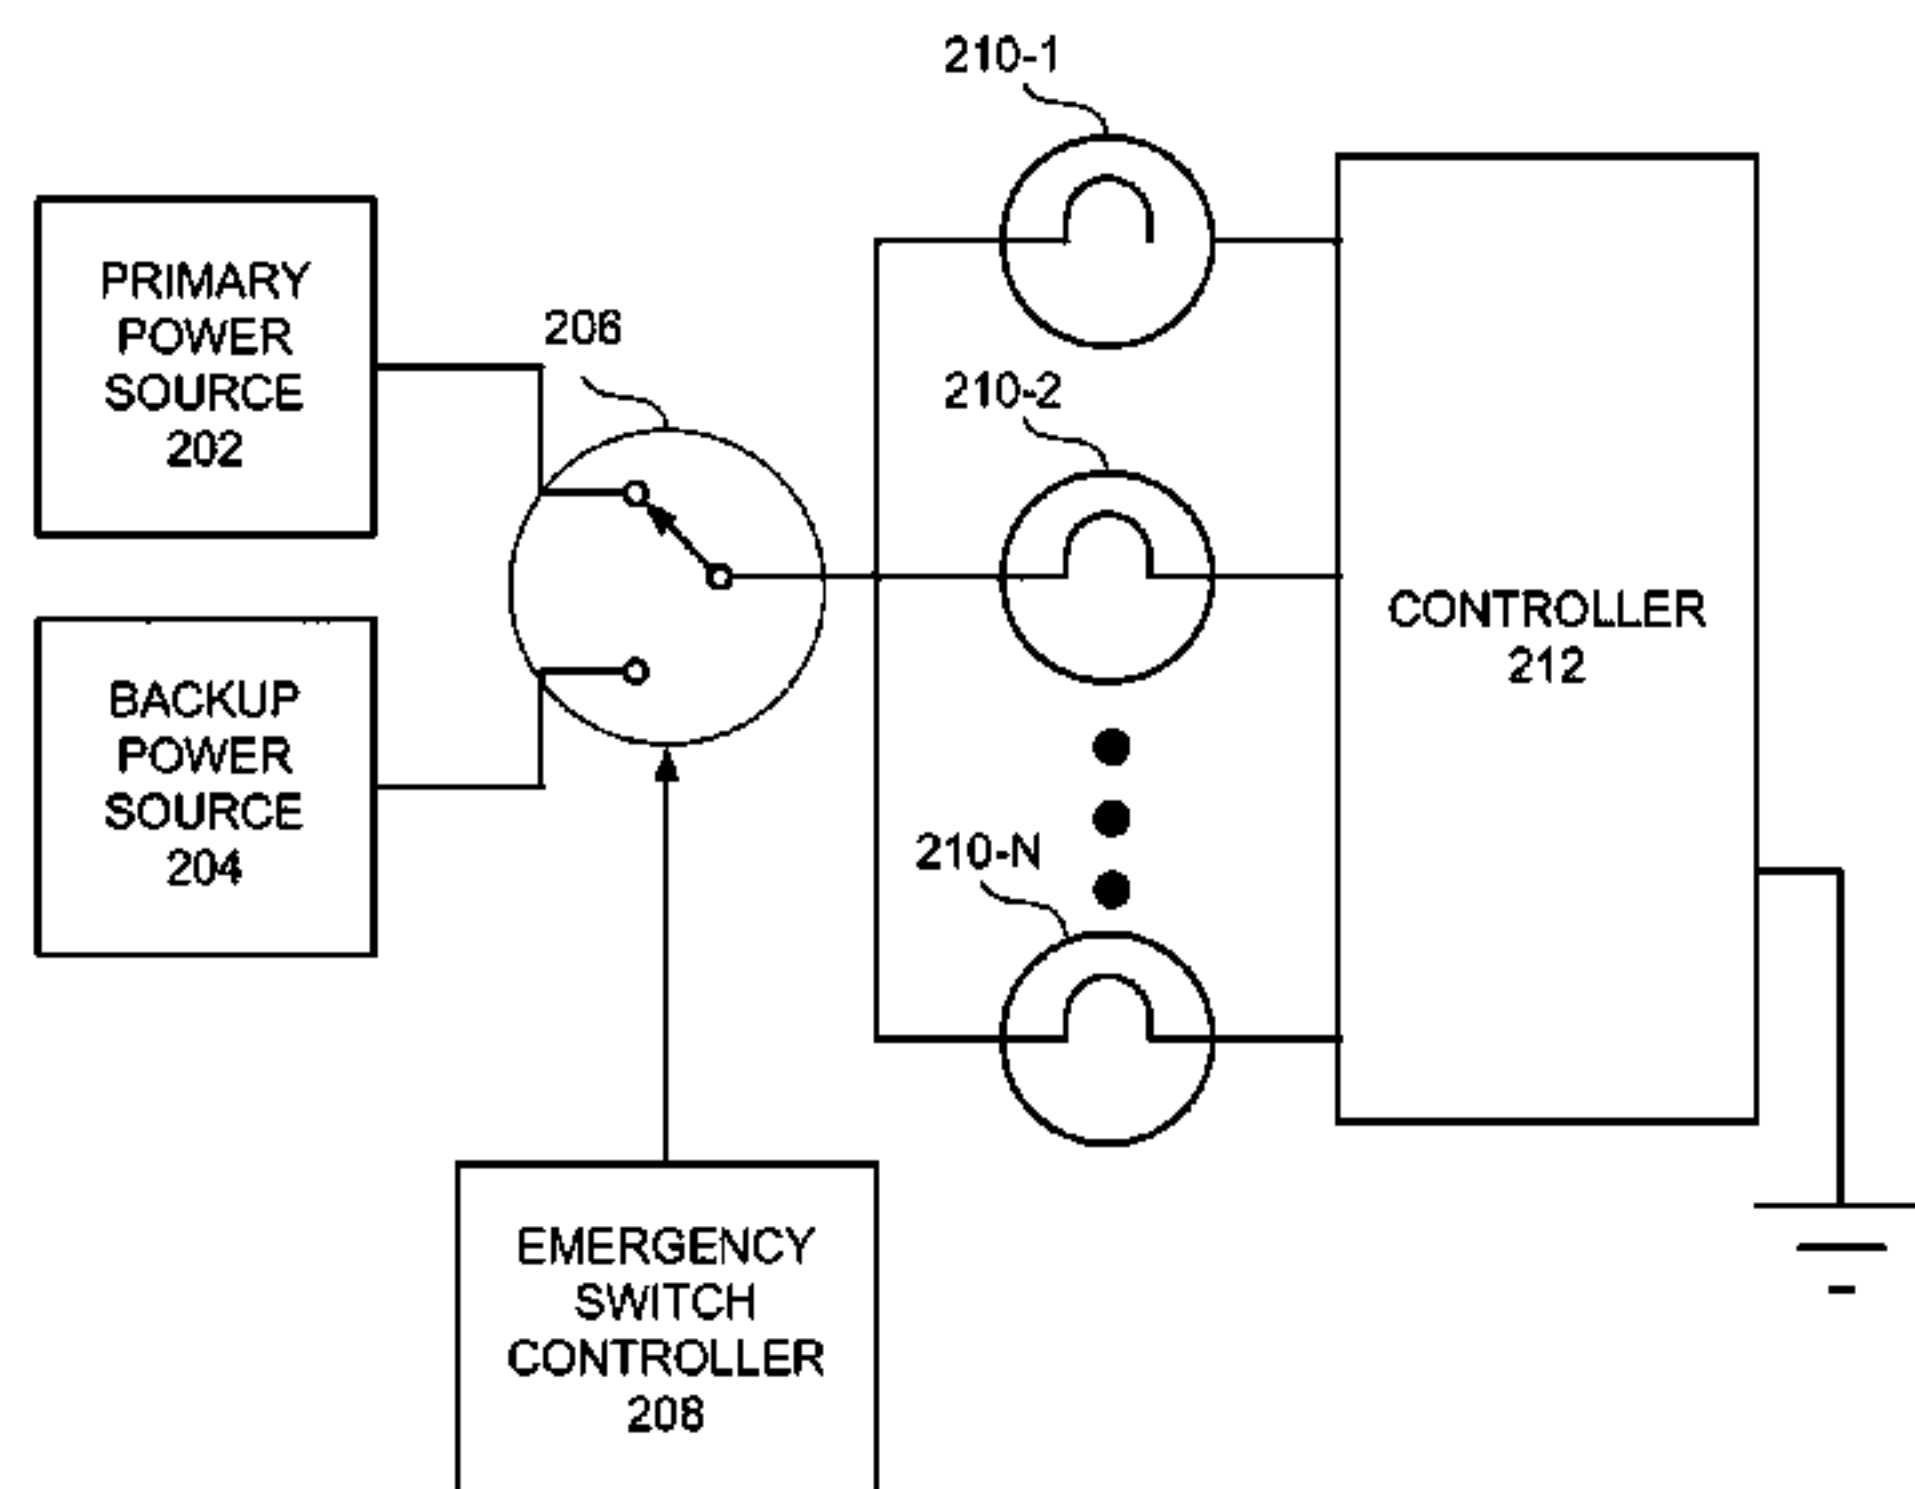 210-1
PRIMARY
POWER
SOURCE
202
206
210-2
CONTROLLER
212
BACKUP
POWER
SOURCE
204
210-N
EMERGENCY
SWITCH
CONTROLLER
208